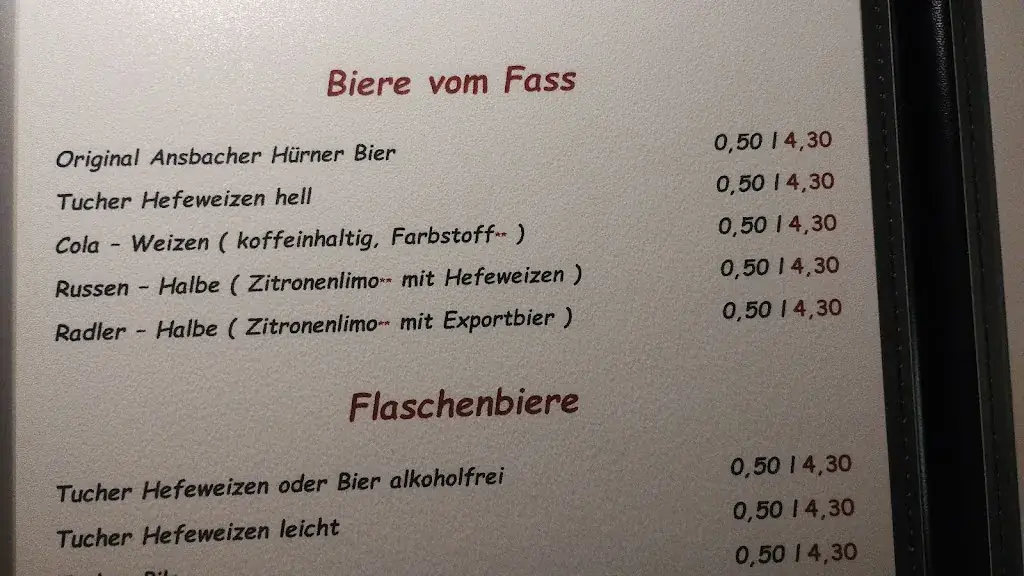 Biere vom Fass
Original Ansbacher Hürner Bier 0,50 l 4,30
Tucher Hefeweizen hell 0,50 l 4,30
Cola - Weizen ( koffeinhaltig, Farbstoff** ) 0,50 l 4,30
Russen - Halbe ( Zitronenlimo** mit Hefeweizen ) 0,50 l 4,30
Radler - Halbe ( Zitronenlimo** mit Exportbier ) 0,50 l 4,30
Flaschenbiere
Tucher Hefeweizen oder Bier alkoholfrei 0,50 l 4,30
Tucher Hefeweizen leicht 0,50 l 4,30
0,50 l 4,30